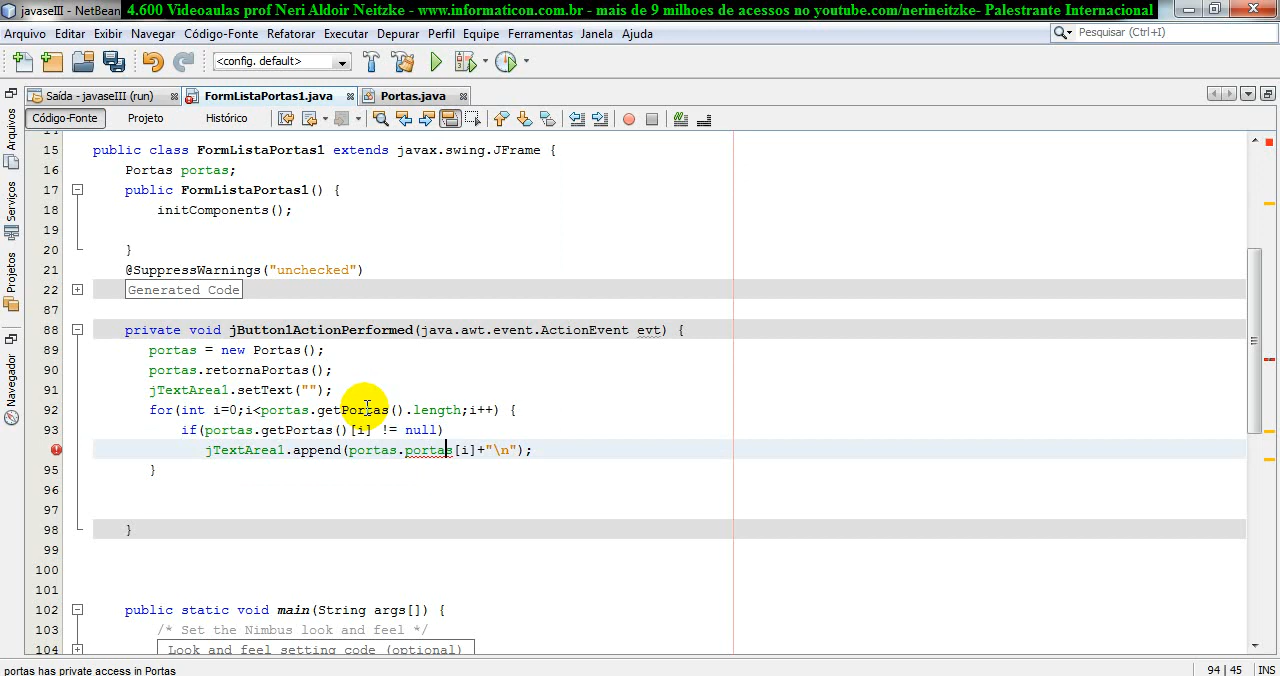 javaseIII - NetBean 4.600 Videoaulas prof Neri Aldoir Neitzke - www.informaticon.com.br - mais de 9 milhoes de acessos no youtube.com/nerineitzke- Palestrante Internacional
Arquivo Editar Exibir Navegar Código-Fonte Refatorar Executar Depurar Perfil Equipe Ferramentas Janela Ajuda Pesquisar (Ctrl+I)
<config. default>
Saída - javaseIII (run) FormListaPortas1.java Portas.java
Código-Fonte Projeto Histórico
Arquivos
Serviços
Projetos
Navegador
15 public class FormListaPortas1 extends javax.swing.JFrame {
16 Portas portas;
17 public FormListaPortas1() {
18 initComponents();
19
20 }
21 @SuppressWarnings("unchecked")
22 Generated Code
87
88 private void jButton1ActionPerformed(java.awt.event.ActionEvent evt) {
89 portas = new Portas();
90 portas.retornaPortas();
91 jTextArea1.setText("");
92 for(int i=0;i<portas.getPortas().length;i++) {
93 if(portas.getPortas()[i] != null)
94 jTextArea1.append(portas.portas[i]+"\n");
95 }
96
97
98 }
99
100
101
102 public static void main(String args[]) {
103 /* Set the Nimbus look and feel */
104 Look and feel setting code (optional)
portas has private access in Portas 94 | 45 INS